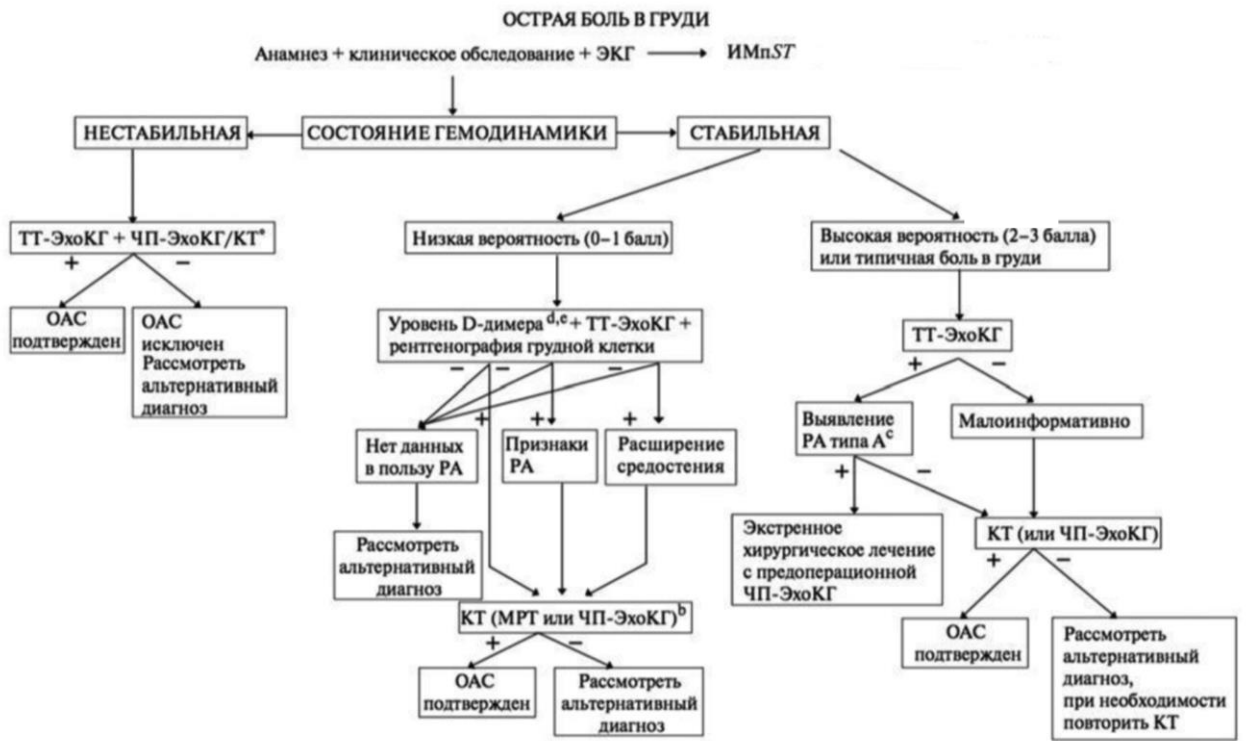 ОСТРАЯ БОЛЬ В ГРУДИ
Анамнез + клиническое обследование + ЭКГ
ИМпST
НЕСТАБИЛЬНАЯ
СОСТОЯНИЕ ГЕМОДИНАМИКИ
СТАБИЛЬНАЯ
ТТ-ЭхоКГ + ЧП-ЭхоКГ/КТ*
+
−
ОАС
подтвержден
ОАС
исключен
Рассмотреть
альтернативный
диагноз
Низкая вероятность (0–1 балл)
Уровень D-димера d,e + ТТ-ЭхоКГ +
рентгенография грудной клетки
− − −
+ + +
Нет данных
в пользу РА
Признаки
РА
Расширение
средостения
Рассмотреть
альтернативный
диагноз
КТ (МРТ или ЧП-ЭхоКГ)b
+
−
ОАС
подтвержден
Рассмотреть
альтернативный
диагноз
Высокая вероятность (2–3 балла)
или типичная боль в груди
ТТ-ЭхоКГ
+
−
Выявление
РА типа Ac
Малоинформативно
+
−
Экстренное
хирургическое лечение
с предоперационной
ЧП-ЭхоКГ
КТ (или ЧП-ЭхоКГ)
+
−
ОАС
подтвержден
Рассмотреть
альтернативный
диагноз,
при необходимости
повторить КТ